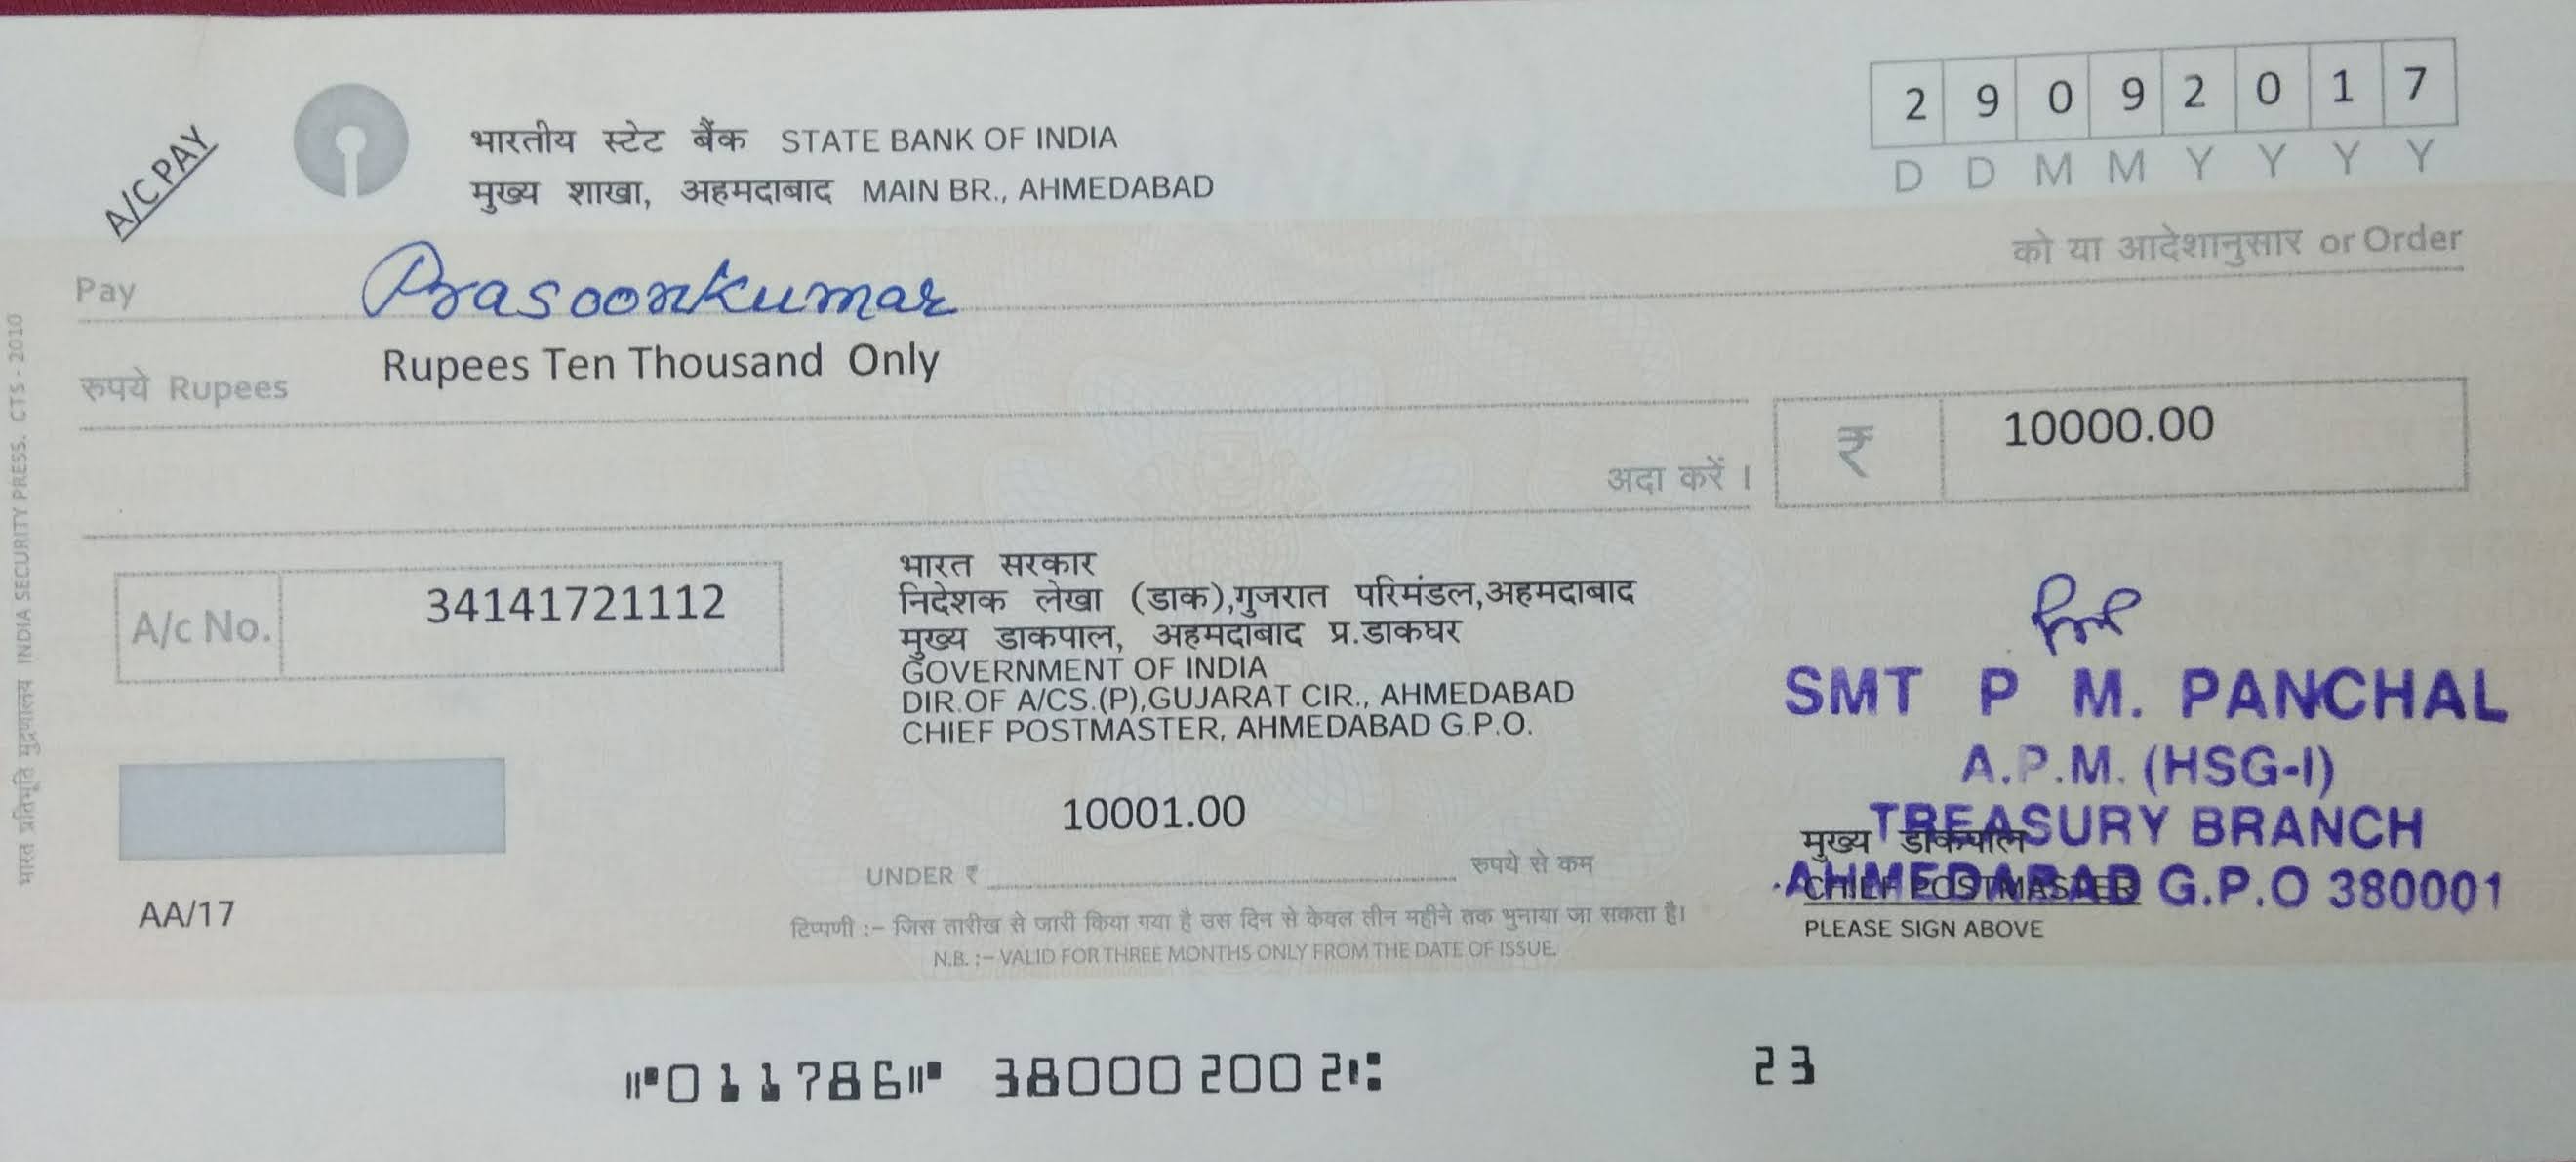 A/C PAY
भारतीय स्टेट बैंक STATE BANK OF INDIA
मुख्य शाखा, अहमदाबाद MAIN BR., AHMEDABAD
2 9 0 9 2 0 1 7
D D M M Y Y Y Y
Pay Prasoonkumar को या आदेशानुसार or Order
रुपये Rupees Rupees Ten Thousand Only
अदा करें । ₹ 10000.00
A/c No. 34141721112
भारत सरकार
निदेशक लेखा (डाक),गुजरात परिमंडल,अहमदाबाद
मुख्य डाकपाल, अहमदाबाद प्र.डाकघर
GOVERNMENT OF INDIA
DIR.OF A/CS.(P),GUJARAT CIR., AHMEDABAD
CHIEF POSTMASTER, AHMEDABAD G.P.O.
10001.00
UNDER ₹ रुपये से कम
AA/17
टिप्पणी :– जिस तारीख से जारी किया गया है उस दिन से केवल तीन महीने तक भुनाया जा सकता है।
N.B. :– VALID FOR THREE MONTHS ONLY FROM THE DATE OF ISSUE.
SMT P M. PANCHAL
A.P.M. (HSG-I)
TREASURY BRANCH
मुख्य डाकपाल
AHMEDABAD G.P.O 380001
CHIEF POSTMASTER
PLEASE SIGN ABOVE
भारत प्रतिभूति मुद्रणालय INDIA SECURITY PRESS. CTS - 2010
⑈011786⑈ 380002002⑆ 23